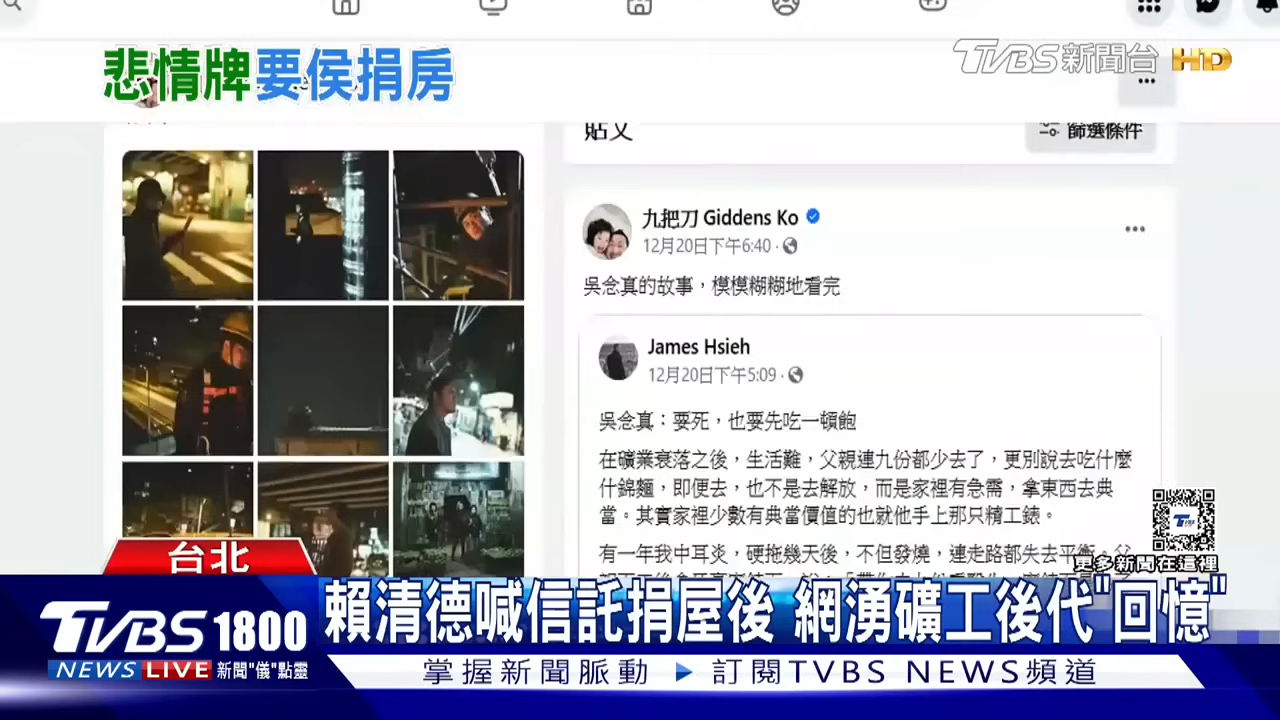 悲情牌要侯捐房
TVBS新聞台 HD
貼文
篩選條件
九把刀 Giddens Ko
12月20日下午6:40
吳念真的故事，模模糊糊地看完
James Hsieh
12月20日下午5:09
吳念真：要死，也要先吃一頓飽
在礦業衰落之後，生活難，父親連九份都少去了，更別說去吃什麼
什錦麵，即便去，也不是去解放，而是家裡有急需，拿東西去典
當。其實家裡少數有典當價值的也就他手上那只精工錶。
有一年我中耳炎，硬拖幾天後，不但發燒，連走路都失去平衡，父
更多新聞在這裡
台北
TVBS 1800
NEWS LIVE 新聞"儀"點靈
賴清德喊信託捐屋後 網湧礦工後代"回憶"
掌握新聞脈動 ▶ 訂閱TVBS NEWS頻道